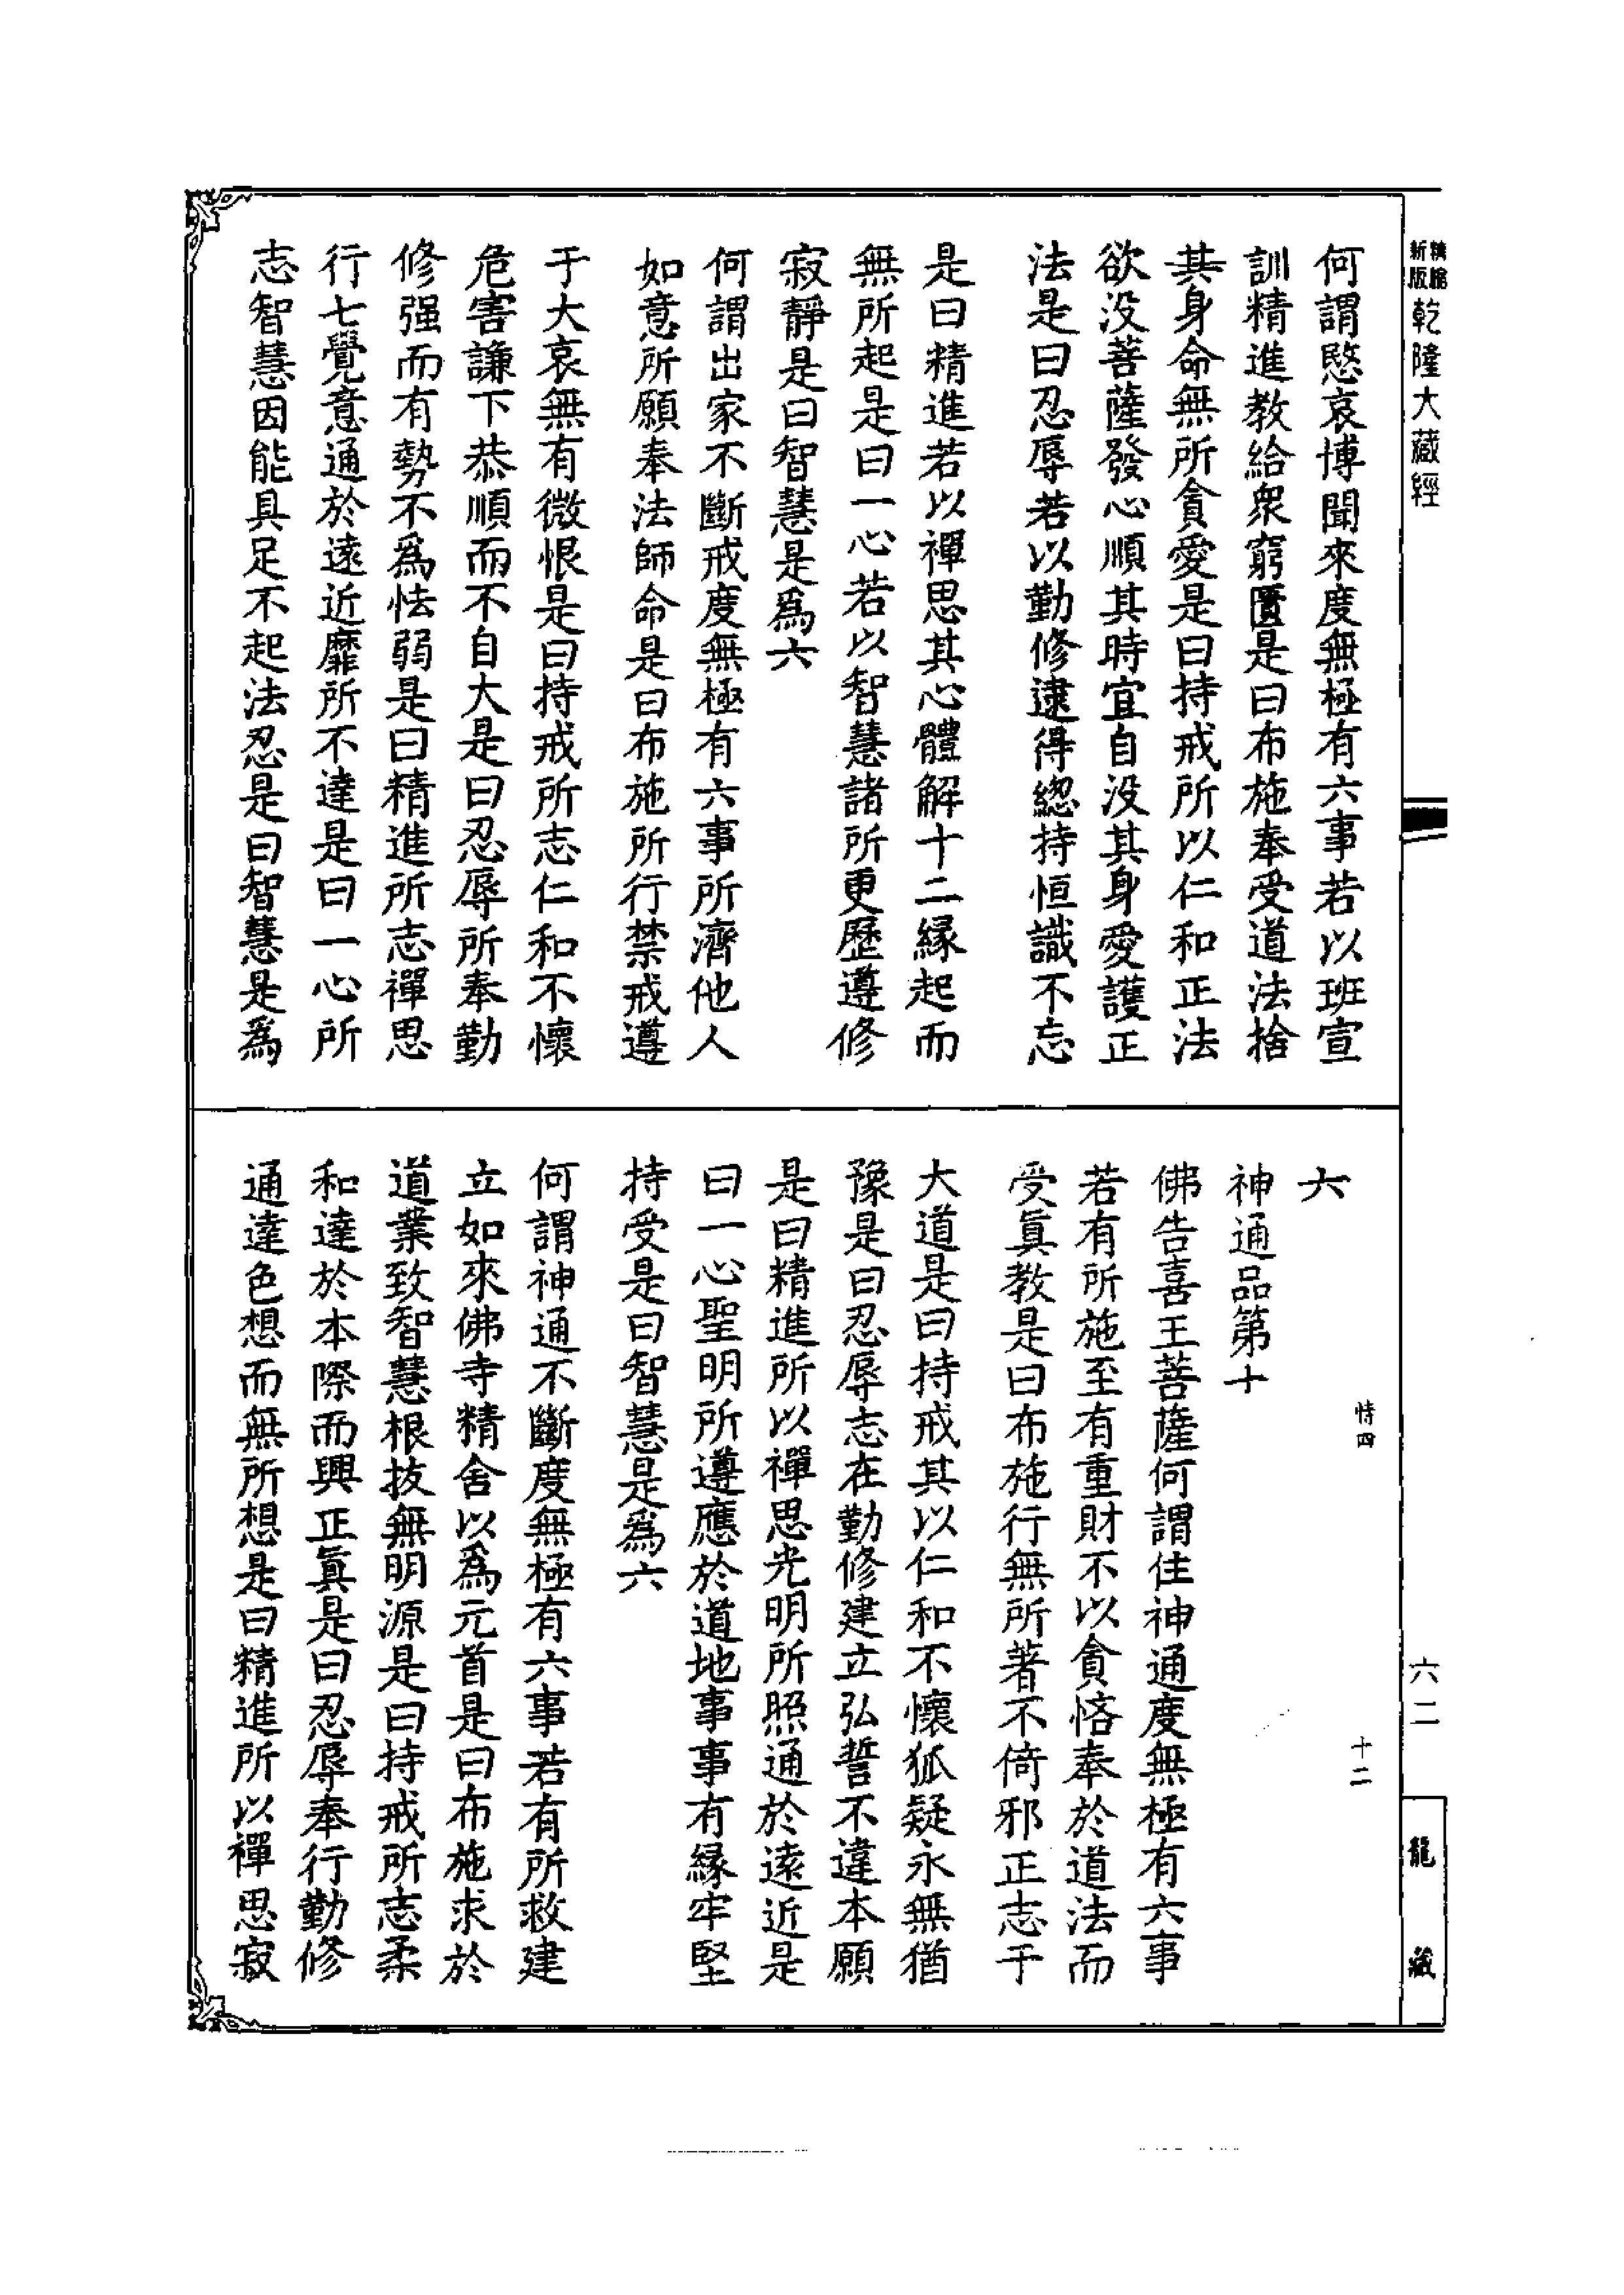 何謂愍哀博聞來度無極有六事若以班宣
訓精進教給衆窮匱是曰布施奉受道法捨
其身命無所貪愛是曰持戒所以仁和正法
欲没菩薩發心順其時宜自没其身愛護正
法是曰忍辱若以勤修逮得緫持恒識不忘
是曰精進若以禪思其心體解十二縁起而
無所起是曰一心若以智慧諸所更歷遵修
寂靜是曰智慧是爲六
何謂出家不斷戒度無極有六事所濟他人
如意所願奉法師命是曰布施所行禁戒遵
于大哀無有微恨是曰持戒所志仁和不懷
危害謙下恭順而不自大是曰忍辱所奉勤
修强而有勢不爲怯弱是曰精進所志禪思
行七覺意通於遠近靡所不達是曰一心所
志智慧因能具足不起法忍是曰智慧是爲
六
神通品第十
佛告喜王菩薩何謂住神通度無極有六事
若有所施至有重財不以貪悋奉於道法而
受眞教是曰布施行無所著不倚邪正志于
大道是曰持戒其以仁和不懷狐疑永無猶
豫是曰忍辱志在勤修建立弘誓不違本願
是曰精進所以禪思光明所照通於遠近是
曰一心聖明所遵應於道地事事有縁牢堅
持受是曰智慧是爲六
何謂神通不斷度無極有六事若有所救建
立如來佛寺精舍以爲元首是曰布施求於
道業致智慧根抜無明源是曰持戒所志柔
和達於本際而興正眞是曰忍辱奉行勤修
通達色想而無所想是曰精進所以禪思寂
新版
精縮
乾隆大藏經
六二
龍藏
特四
十二